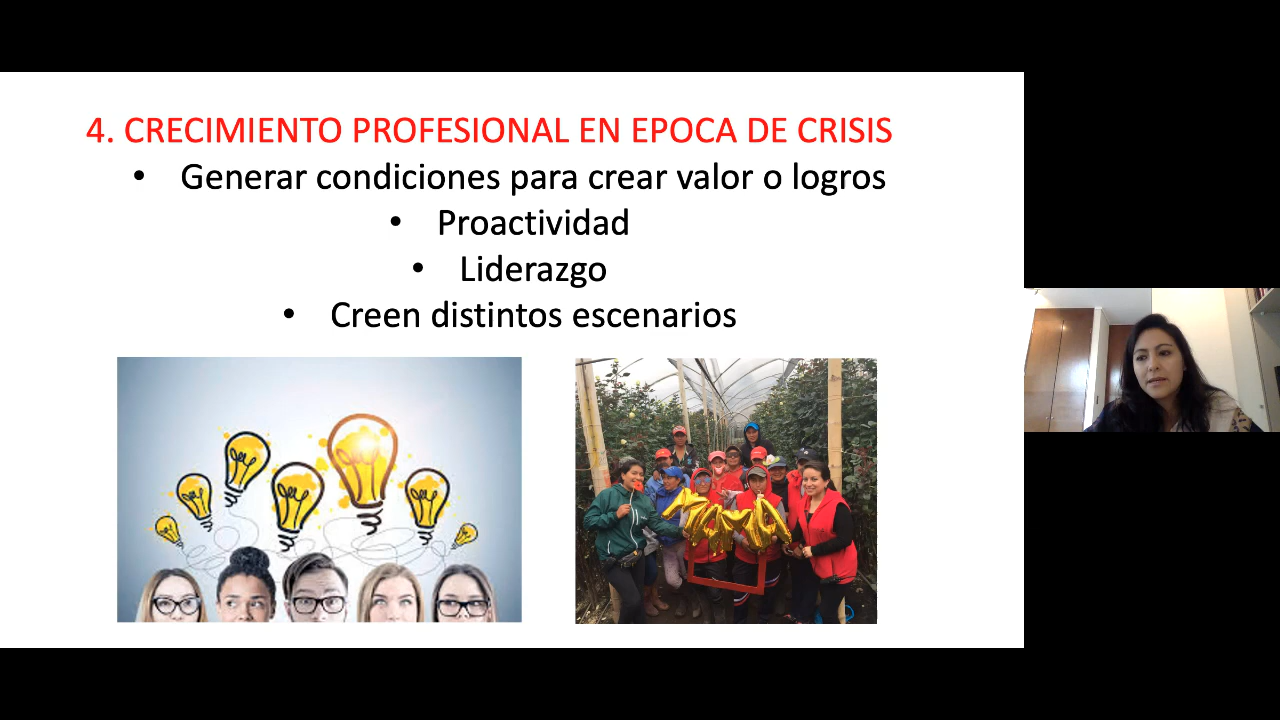 4. CRECIMIENTO PROFESIONAL EN EPOCA DE CRISIS
• Generar condiciones para crear valor o logros
• Proactividad
• Liderazgo
• Creen distintos escenarios